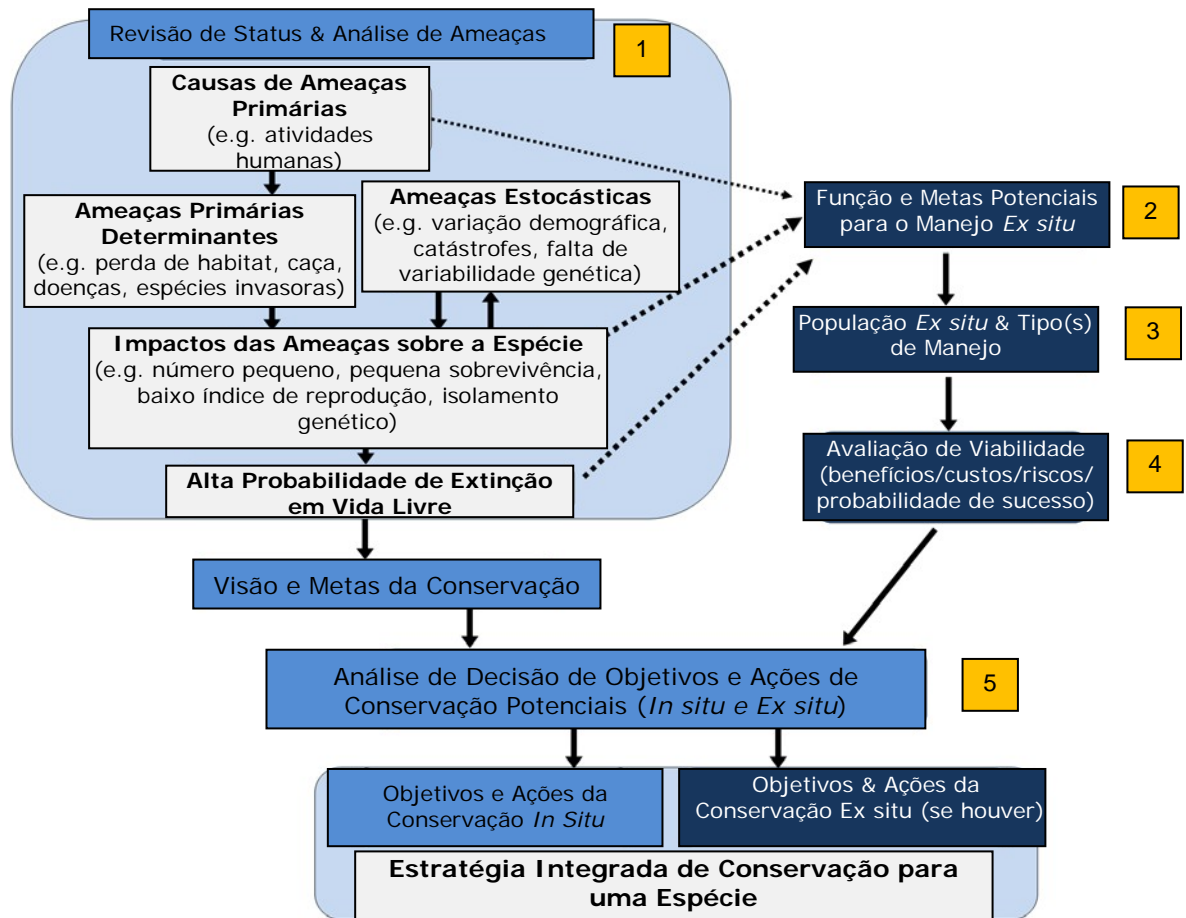 Revisão de Status & Análise de Ameaças
1
Causas de Ameaças
Primárias
(e.g. atividades
humanas)
Ameaças Primárias
Determinantes
(e.g. perda de habitat, caça,
doenças, espécies invasoras)
Ameaças Estocásticas
(e.g. variação demográfica,
catástrofes, falta de
variabilidade genética)
Impactos das Ameaças sobre a Espécie
(e.g. número pequeno, pequena sobrevivência,
baixo índice de reprodução, isolamento
genético)
Alta Probabilidade de Extinção
em Vida Livre
Função e Metas Potenciais
para o Manejo Ex situ
2
População Ex situ & Tipo(s)
de Manejo
3
Avaliação de Viabilidade
(benefícios/custos/riscos/
probabilidade de sucesso)
4
Visão e Metas da Conservação
Análise de Decisão de Objetivos e Ações de
Conservação Potenciais (In situ e Ex situ)
5
Objetivos e Ações da
Conservação In Situ
Objetivos & Ações da
Conservação Ex situ (se houver)
Estratégia Integrada de Conservação para
uma Espécie